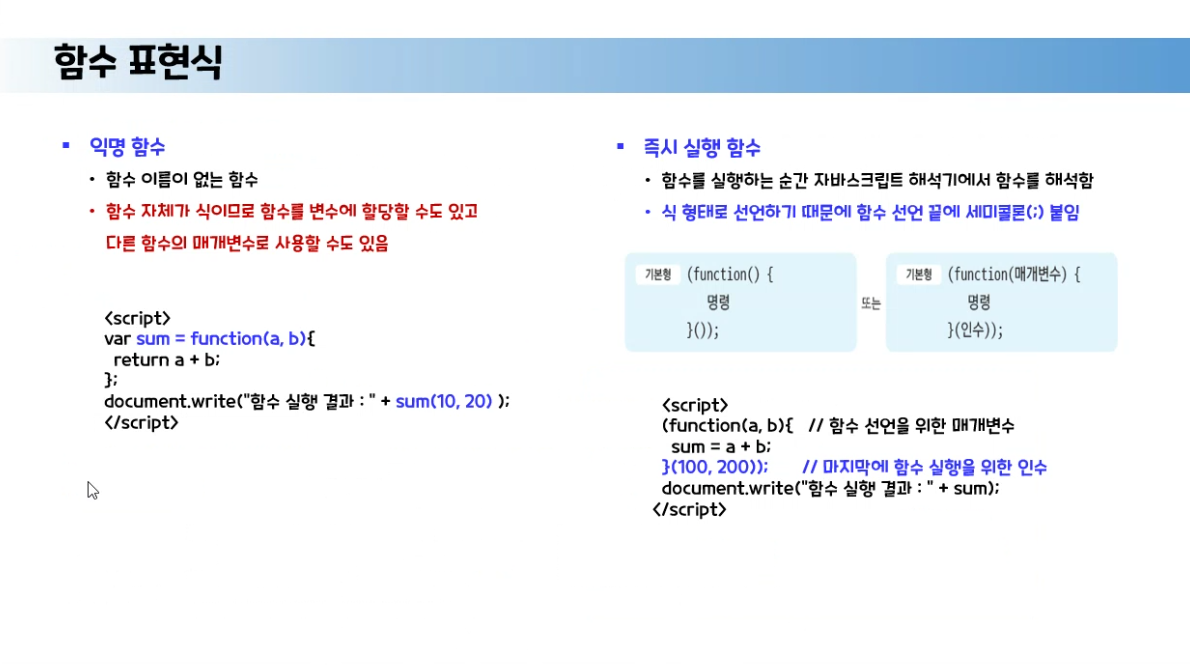 함수 표현식
▪ 익명 함수
• 함수 이름이 없는 함수
• 함수 자체가 식이므로 함수를 변수에 할당할 수도 있고
다른 함수의 매개변수로 사용할 수도 있음
<script>
var sum = function(a, b){
return a + b;
};
document.write("함수 실행 결과 : " + sum(10, 20) );
</script>
▪ 즉시 실행 함수
• 함수를 실행하는 순간 자바스크립트 해석기에서 함수를 해석함
• 식 형태로 선언하기 때문에 함수 선언 끝에 세미콜론(;) 붙임
기본형 (function() {
명령
}());
또는
기본형 (function(매개변수) {
명령
}(인수));
<script>
(function(a, b){ // 함수 선언을 위한 매개변수
sum = a + b;
}(100, 200)); // 마지막에 함수 실행을 위한 인수
document.write("함수 실행 결과 : " + sum);
</script>